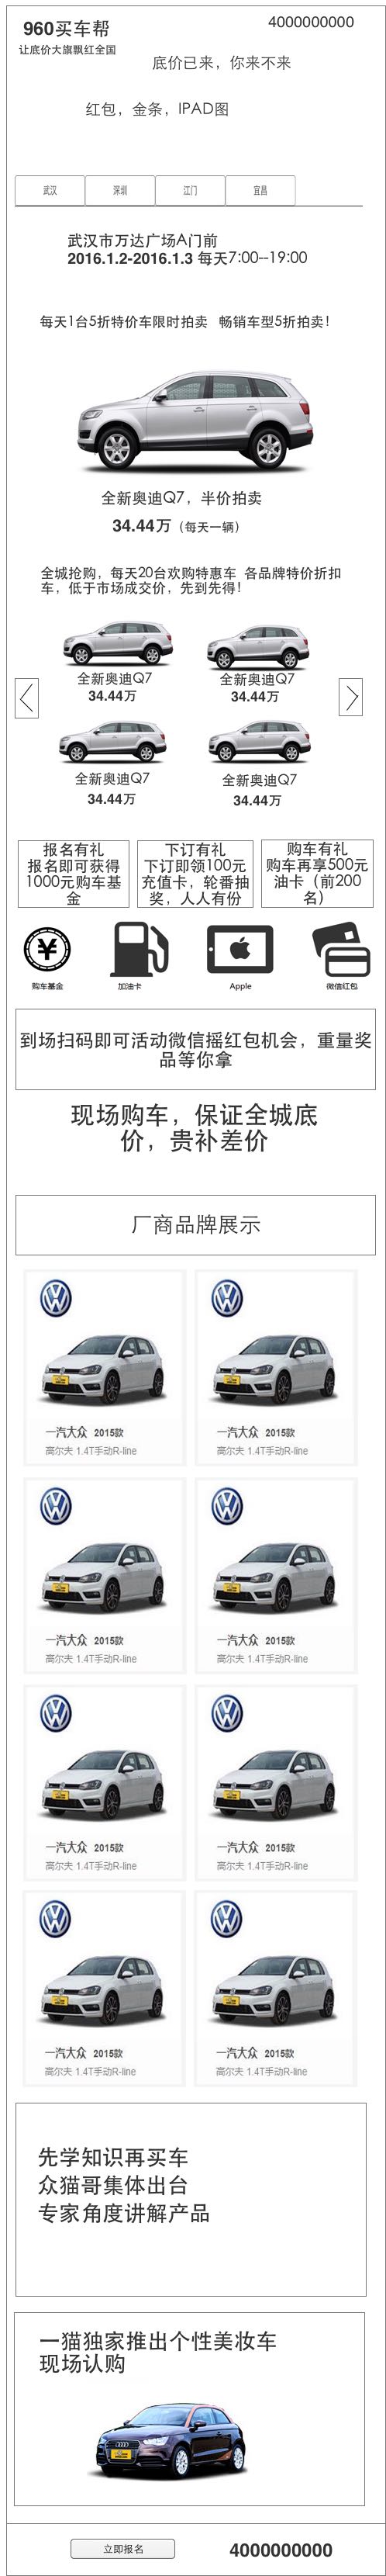 960买车帮
4000000000
让底价大旗飘红全国
底价已来，你来不来
红包，金条，IPAD图
武汉
深圳
江门
宜昌
武汉市万达广场A门前
2016.1.2-2016.1.3 每天7:00--19:00
每天1台5折特价车限时拍卖 畅销车型5折拍卖！
全新奥迪Q7，半价拍卖
34.44万（每天一辆）
全城抢购，每天20台欢购特惠车 各品牌特价折扣
车，低于市场成交价，先到先得！
全新奥迪Q7
34.44万
全新奥迪Q7
34.44万
全新奥迪Q7
34.44万
全新奥迪Q7
34.44万
报名有礼
报名即可获得
1000元购车基
金
下订有礼
下订即领100元
充值卡，轮番抽
奖，人人有份
购车有礼
购车再享500元
油卡（前200
名）
购车基金
加油卡
Apple
微信红包
到场扫码即可活动微信摇红包机会，重量奖
品等你拿
现场购车，保证全城底
价，贵补差价
厂商品牌展示
一汽大众 2015款
高尔夫 1.4T手动R-line
一汽大众 2015款
高尔夫 1.4T手动R-line
一汽大众 2015款
高尔夫 1.4T手动R-line
一汽大众 2015款
高尔夫 1.4T手动R-line
一汽大众 2015款
高尔夫 1.4T手动R-line
一汽大众 2015款
高尔夫 1.4T手动R-line
一汽大众 2015款
高尔夫 1.4T手动R-line
一汽大众 2015款
高尔夫 1.4T手动R-line
先学知识再买车
众猫哥集体出台
专家角度讲解产品
一猫独家推出个性美妆车
现场认购
立即报名
4000000000